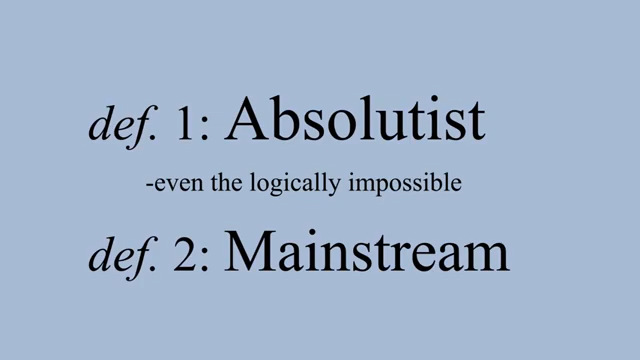 def. 1: Absolutist
-even the logically impossible
def. 2: Mainstream